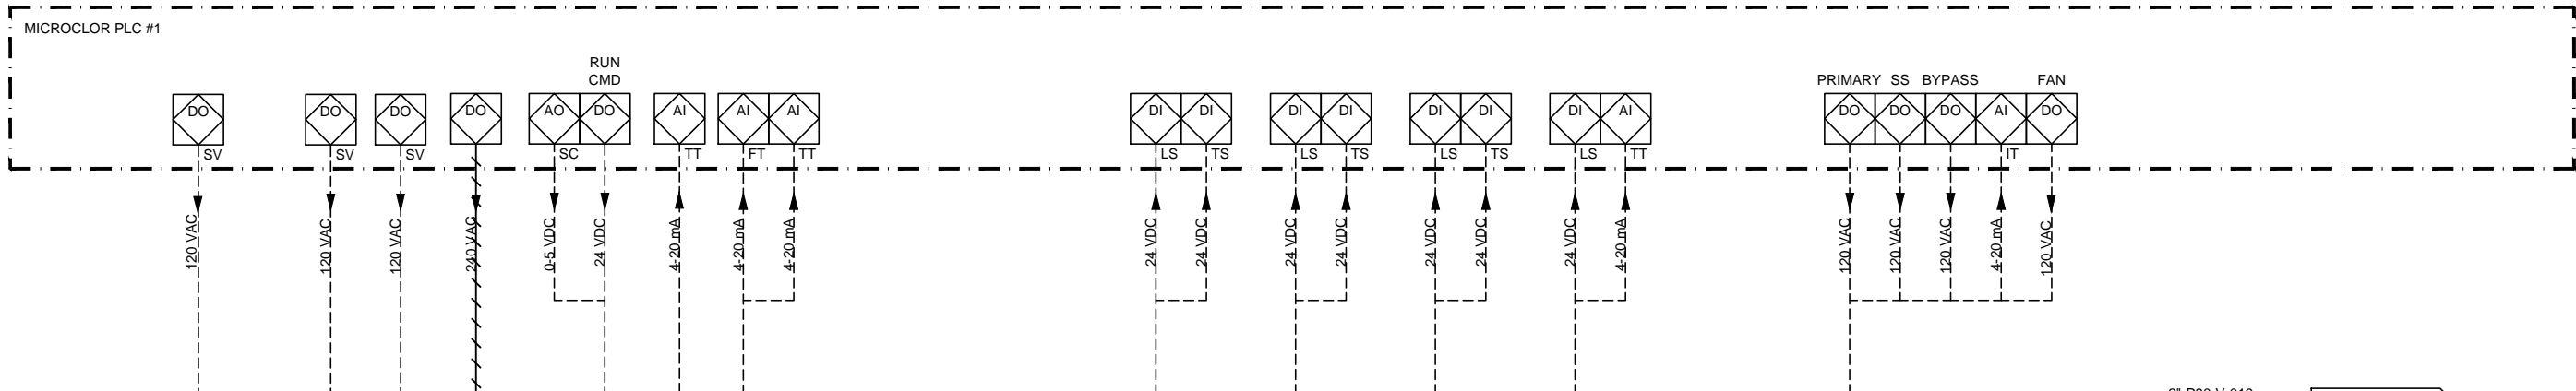 MICROCLOR PLC #1
RUN
CMD
PRIMARY SS BYPASS FAN
DO DO DO DO AO DO AI AI AI DI DI DI DI DI DI DI AI DO DO DO AI DO
SV SV SV SC TT FT TT LS TS LS TS LS TS LS TT IT
120 VAC
120 VAC
120 VAC
240 VAC
0-5 VDC
24 VDC
4-20 mA
4-20 mA
4-20 mA
24 VDC
24 VDC
24 VDC
24 VDC
24 VDC
24 VDC
24 VDC
4-20 mA
120 VAC
120 VAC
120 VAC
4-20 mA
120 VAC